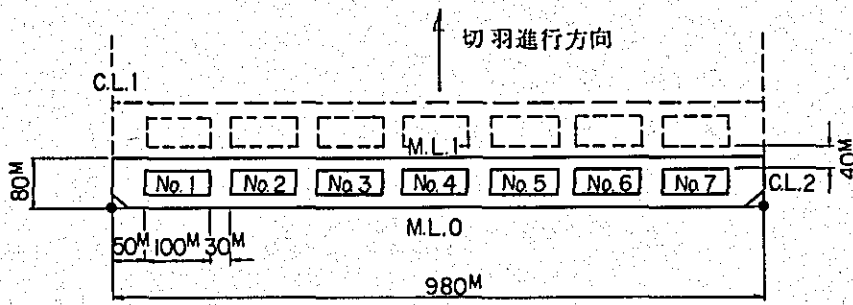 切羽進行方向
C.L.1
M.L.1
80M
No.1 No.2 No.3 No.4 No.5 No.6 No.7
C.L.2
40M
M.L.0
50M 100M 30M
980M